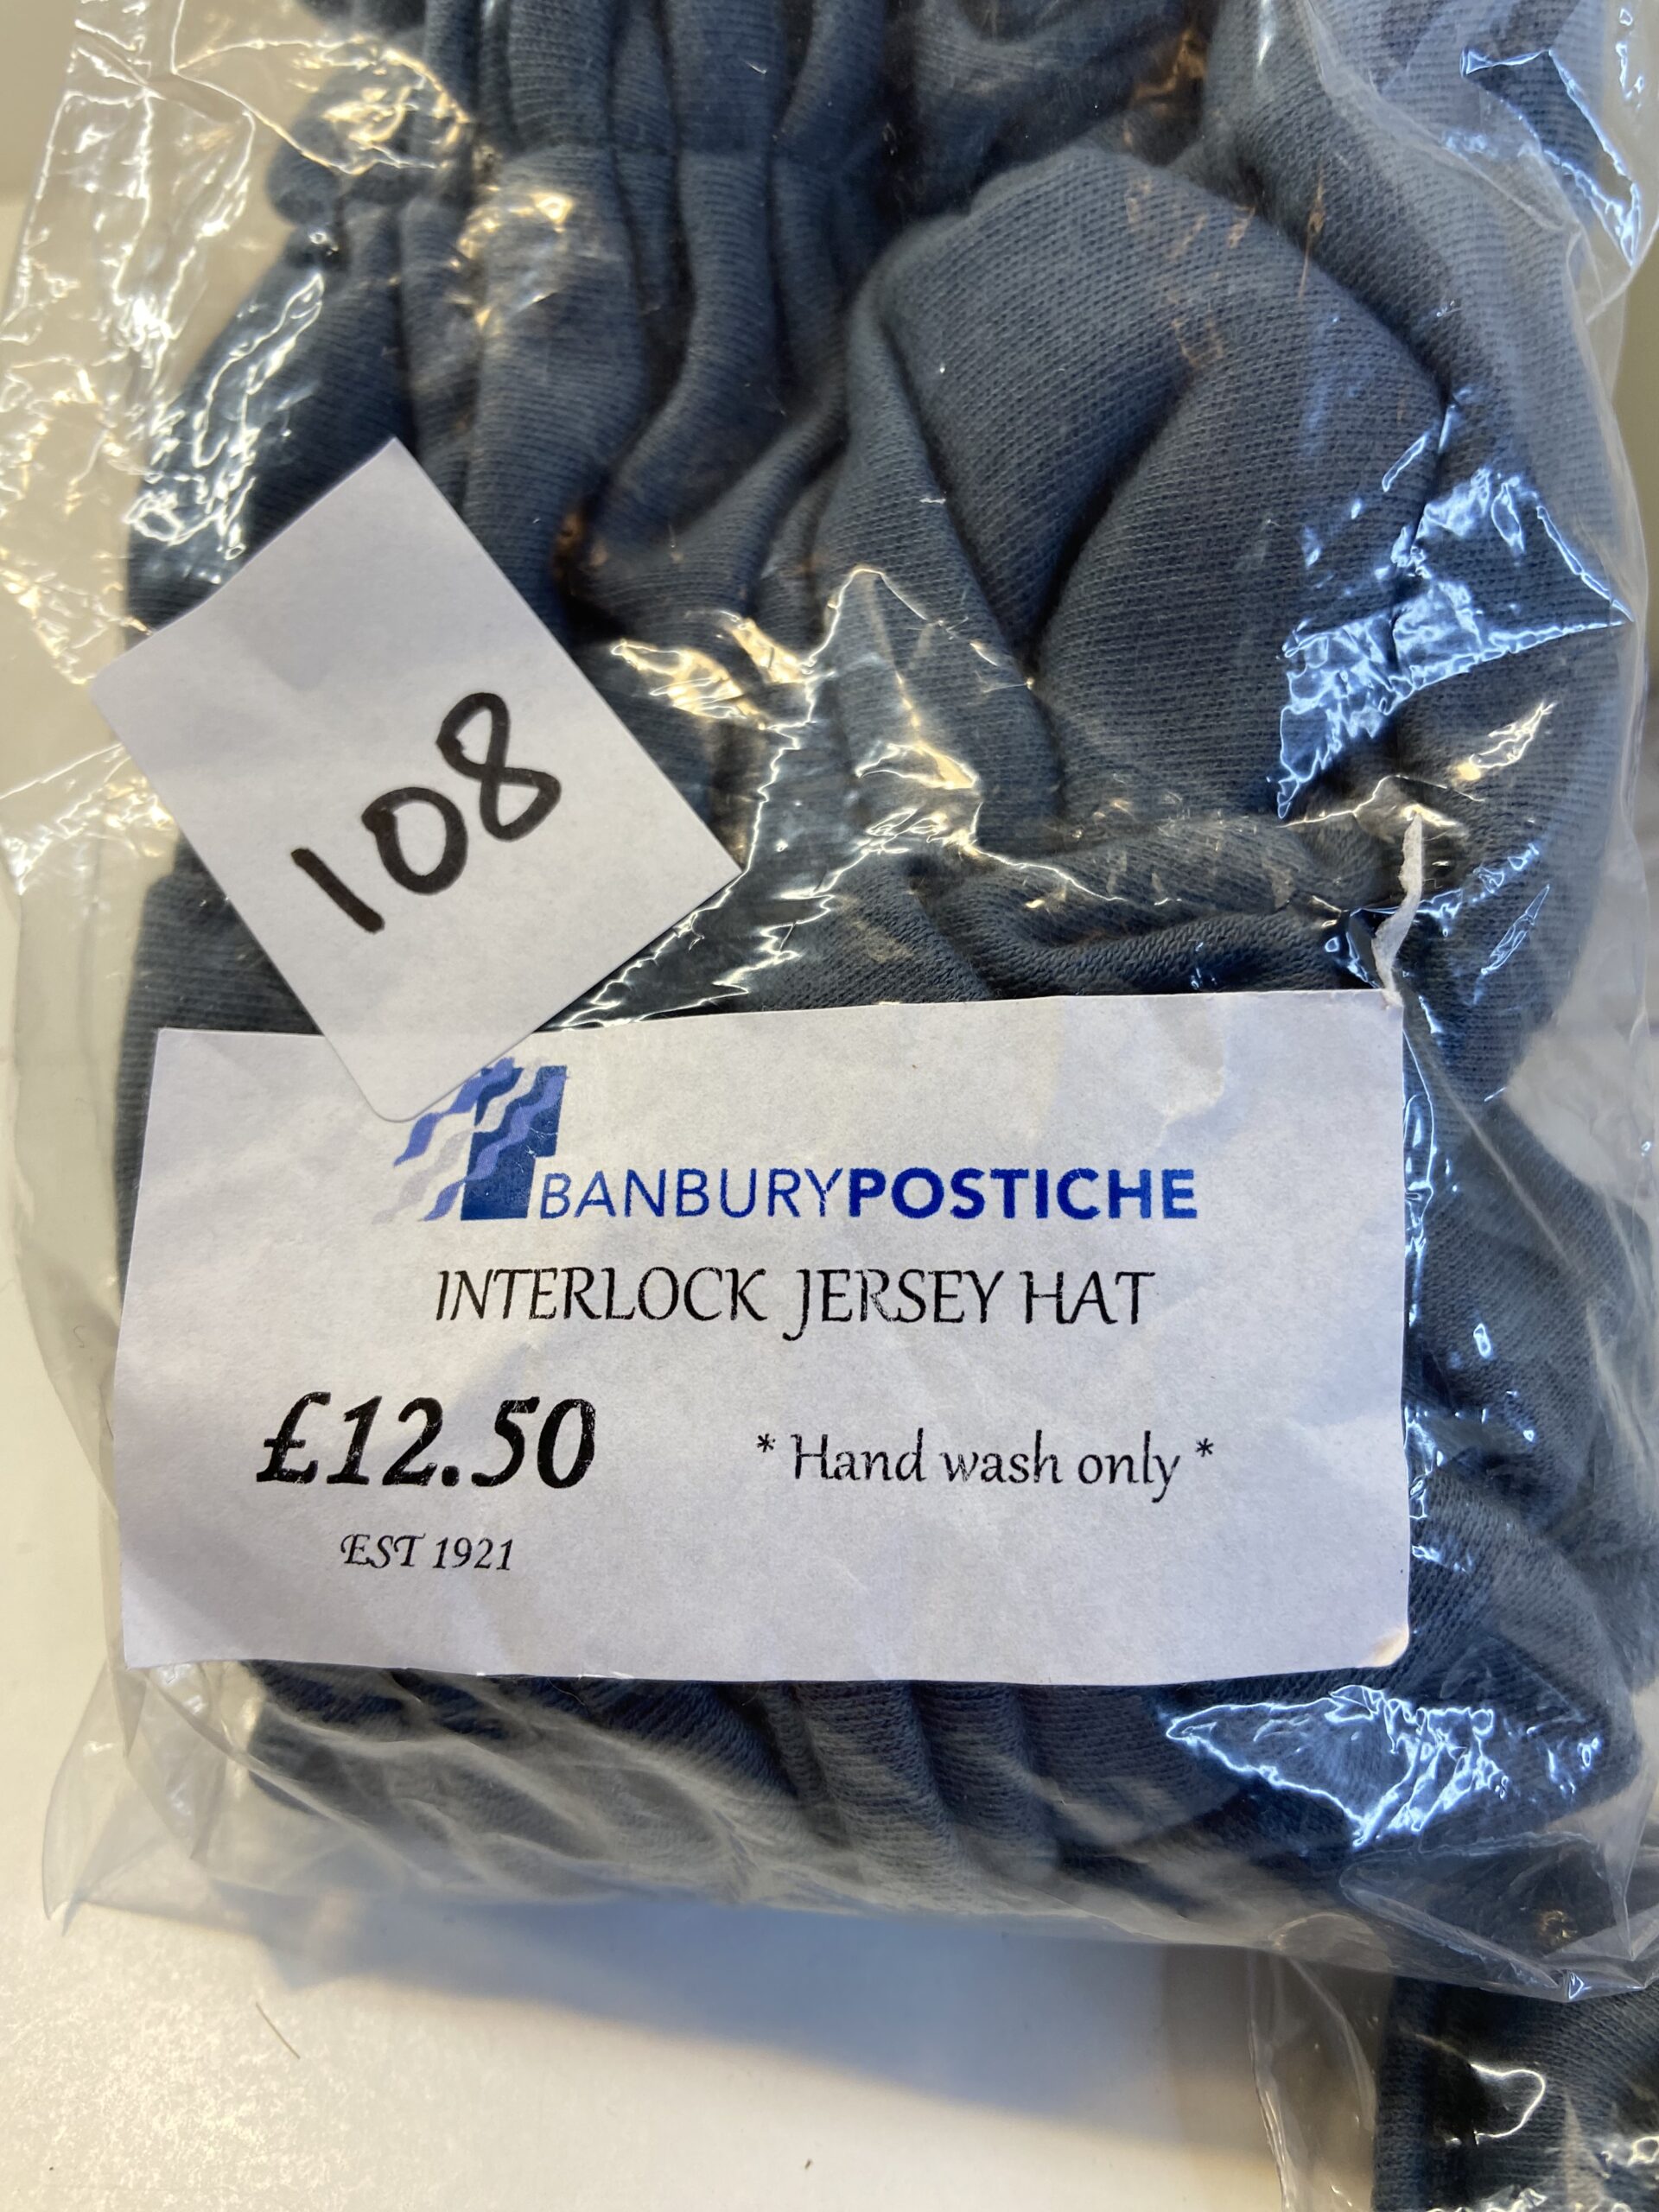 108
BANBURYPOSTICHE
INTERLOCK JERSEY HAT
£12.50
* Hand wash only *
EST 1921